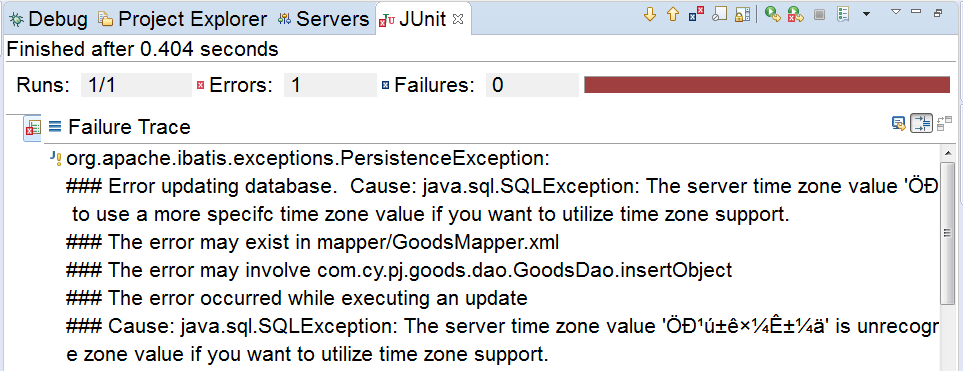 Debug Project Explorer Servers JUnit
Finished after 0.404 seconds
Runs: 1/1 Errors: 1 Failures: 0
Failure Trace
org.apache.ibatis.exceptions.PersistenceException:
### Error updating database.  Cause: java.sql.SQLException: The server time zone value 'ÖÐ
to use a more specifc time zone value if you want to utilize time zone support.
### The error may exist in mapper/GoodsMapper.xml
### The error may involve com.cy.pj.goods.dao.GoodsDao.insertObject
### The error occurred while executing an update
### Cause: java.sql.SQLException: The server time zone value 'ÖÐ¹ú±ê×¼Ê±¼ä' is unrecogr
e zone value if you want to utilize time zone support.